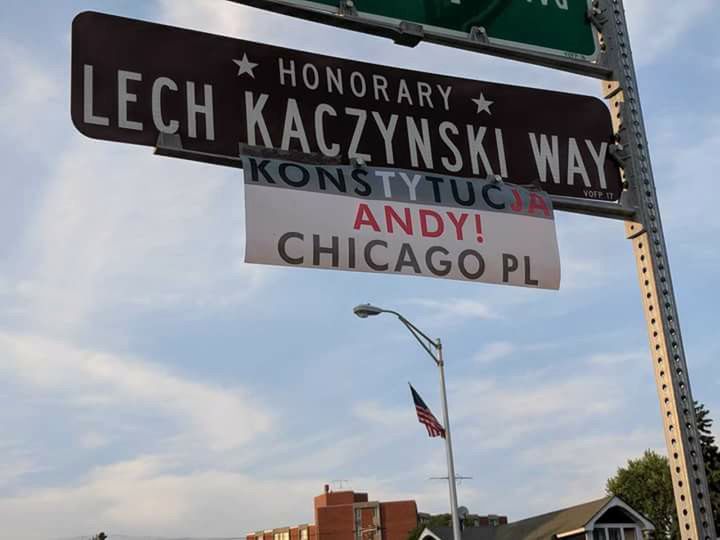 HONORARY
LECH KACZYNSKI WAY
VOFP 17
KONSTYTUCJA
ANDY!
CHICAGO PL